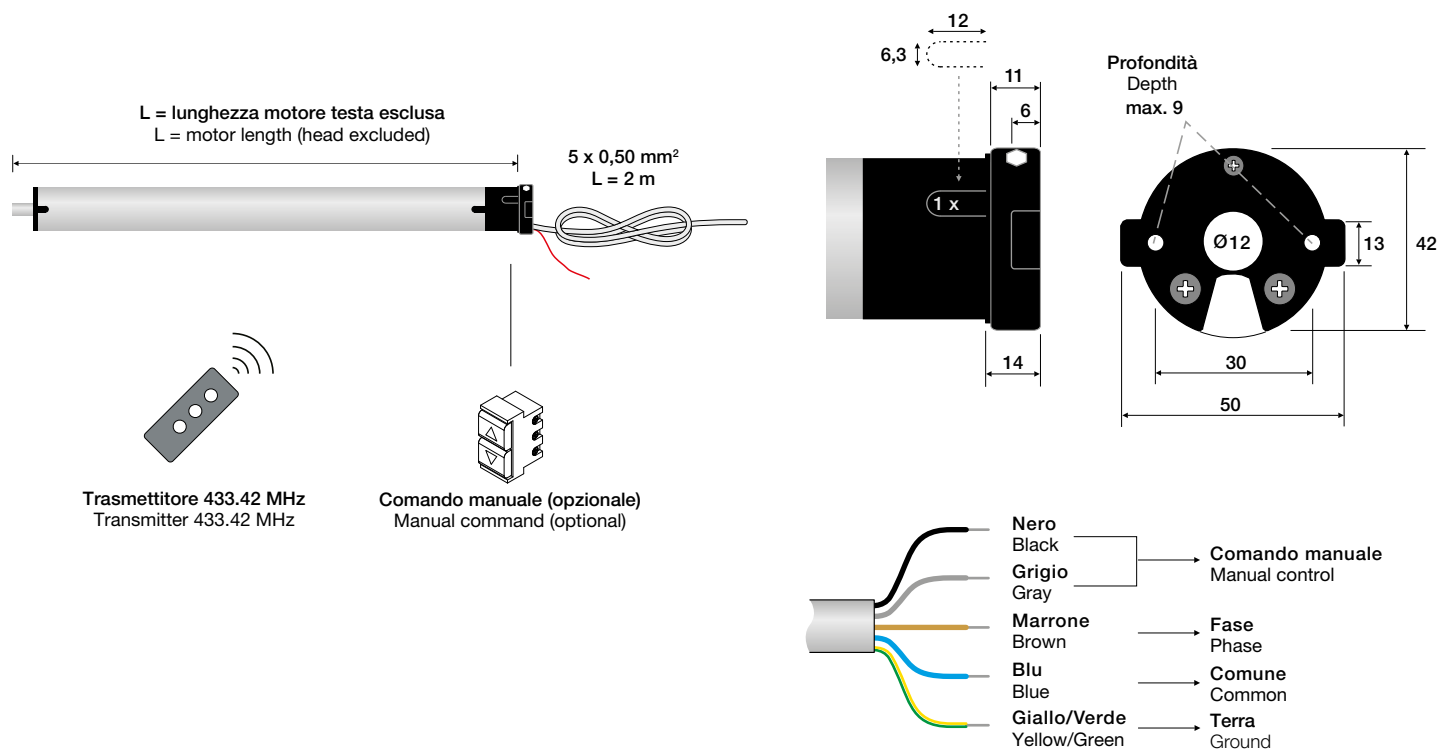 L = lunghezza motore testa esclusa
L = motor length (head excluded)
5 x 0,50 mm²
L = 2 m
Trasmettitore 433.42 MHz
Transmitter 433.42 MHz
Comando manuale (opzionale)
Manual command (optional)
12
6,3
11
6
1 x
14
Profondità
Depth
max. 9
Ø12
13
42
30
50
Nero
Black
Grigio
Gray
Comando manuale
Manual control
Marrone
Brown
Fase
Phase
Blu
Blue
Comune
Common
Giallo/Verde
Yellow/Green
Terra
Ground